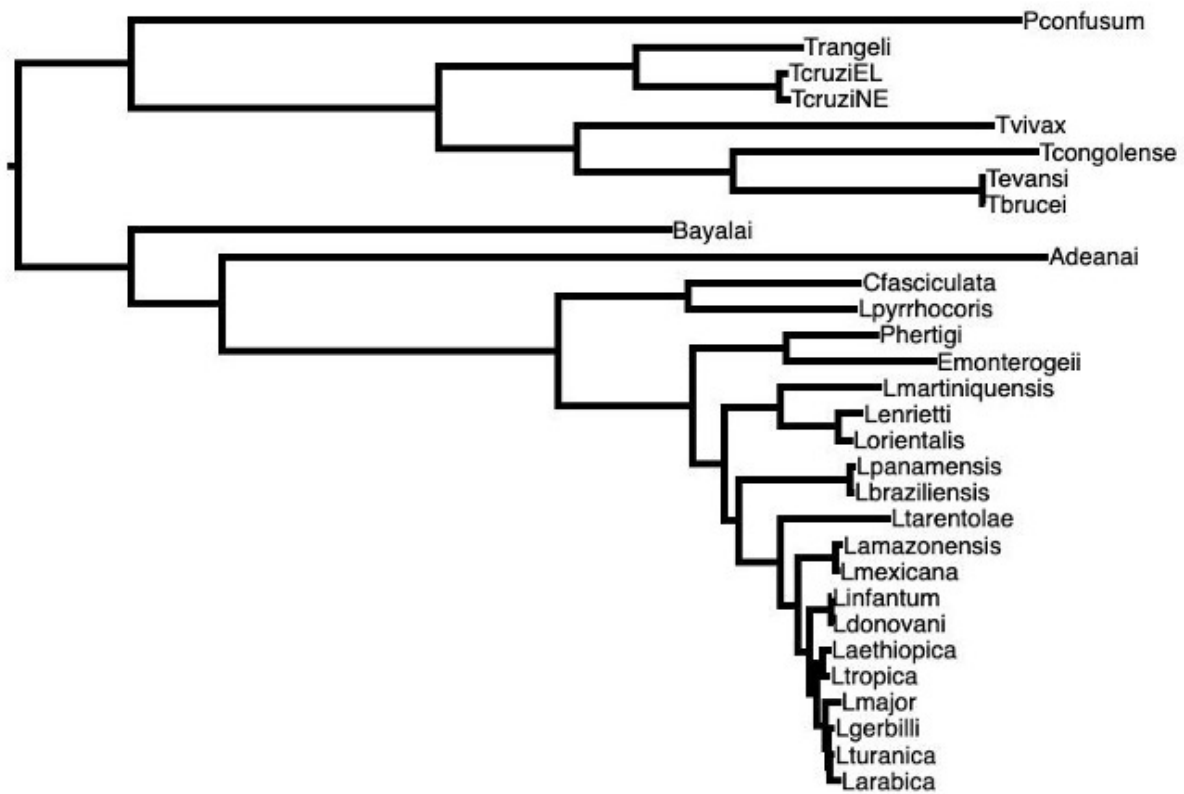 Pconfusum
Trangeli
TcruziEL
TcruziNE
Tvivax
Tcongolense
Tevansi
Tbrucei
Bayalai
Adeanai
Cfasciculata
Lpyrrhocoris
Phertigi
Emonterogeii
Lmartiniquensis
Lenrietti
Lorientalis
Lpanamensis
Lbraziliensis
Ltarentolae
Lamazonensis
Lmexicana
Linfantum
Ldonovani
Laethiopica
Ltropica
Lmajor
Lgerbilli
Lturanica
Larabica